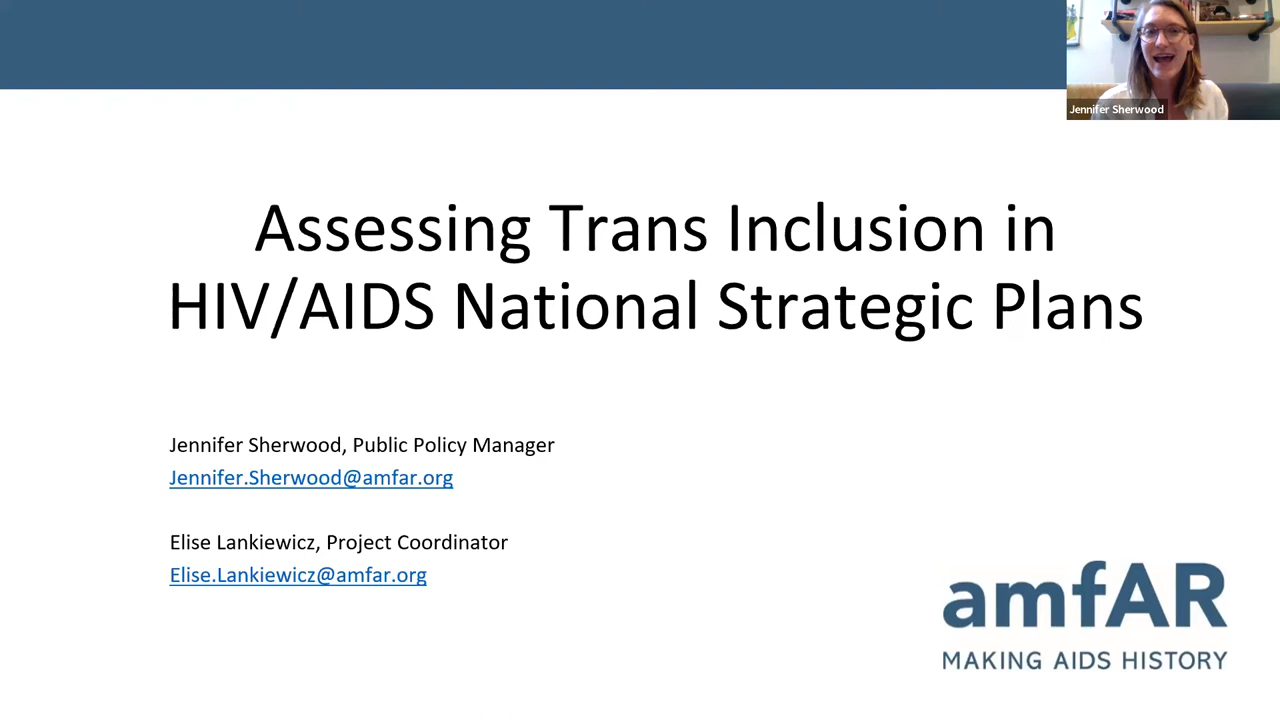 Jennifer Sherwood
Assessing Trans Inclusion in
HIV/AIDS National Strategic Plans
Jennifer Sherwood, Public Policy Manager
Jennifer.Sherwood@amfar.org
Elise Lankiewicz, Project Coordinator
Elise.Lankiewicz@amfar.org
amfAR
MAKING AIDS HISTORY